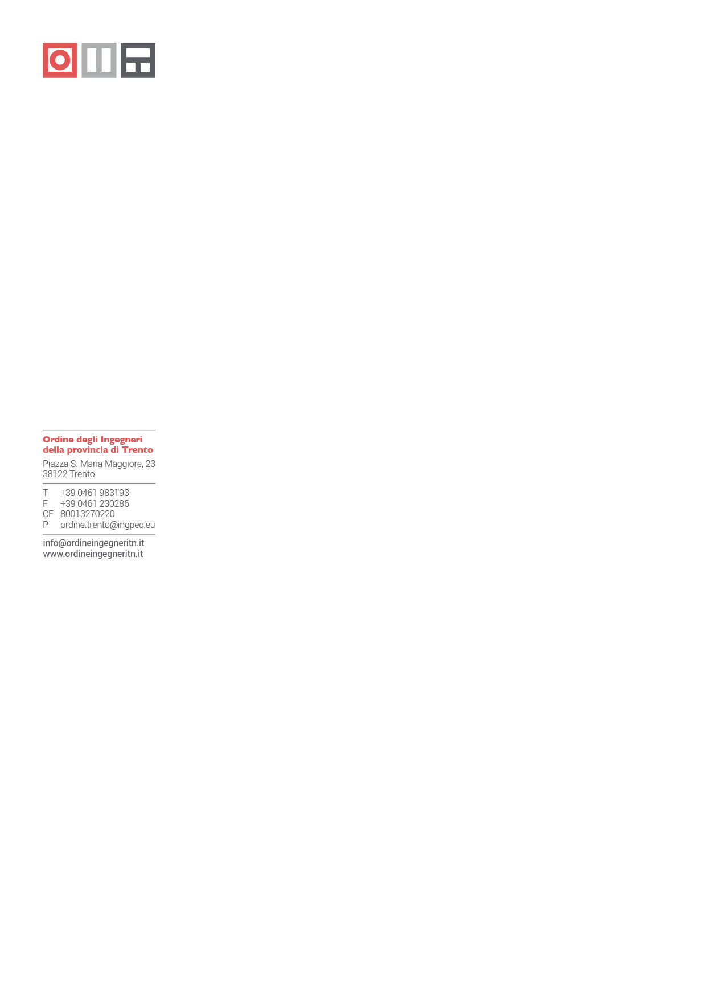 Ordine degli Ingegneri
della provincia di Trento
Piazza S. Maria Maggiore, 23
38122 Trento
T +39 0461 983193
F +39 0461 230286
CF 80013270220
P ordine.trento@ingpec.eu
info@ordineingegneritn.it
www.ordineingegneritn.it